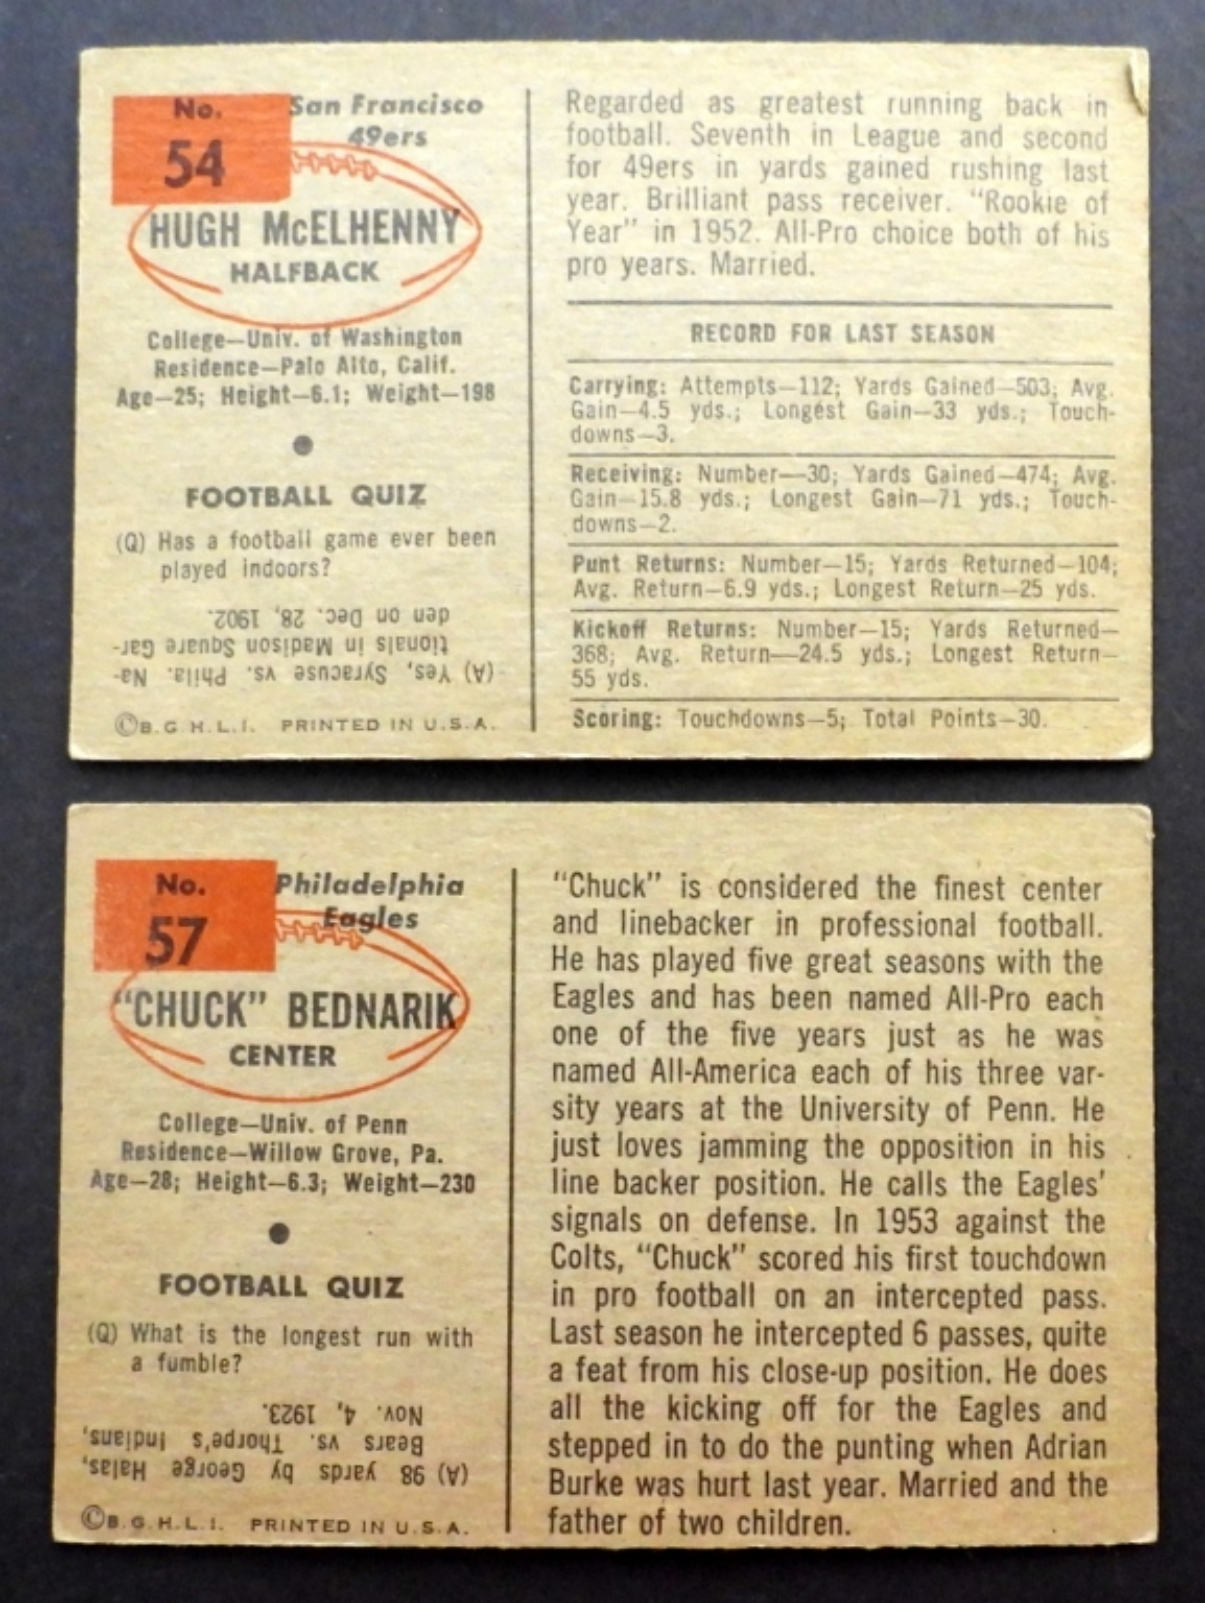 No.
54
San Francisco
49ers
HUGH McELHENNY
HALFBACK
College—Univ. of Washington
Residence—Palo Alto, Calif.
Age—25; Height—6.1; Weight—198
FOOTBALL QUIZ
(Q) Has a football game ever been
played indoors?
(A) Yes, Syracuse vs. Phila. Na-
tionals in Madison Square Gar-
den on Dec. 28, 1902.
©B.G.H.L.I. PRINTED IN U.S.A.
Regarded as greatest running back in
football. Seventh in League and second
for 49ers in yards gained rushing last
year. Brilliant pass receiver. "Rookie of
Year" in 1952. All-Pro choice both of his
pro years. Married.
RECORD FOR LAST SEASON
Carrying: Attempts—112; Yards Gained—503; Avg.
Gain—4.5 yds.; Longest Gain—33 yds.; Touch-
downs—3.
Receiving: Number—30; Yards Gained—474; Avg.
Gain—15.8 yds.; Longest Gain—71 yds.; Touch-
downs—2.
Punt Returns: Number—15; Yards Returned—104;
Avg. Return—6.9 yds.; Longest Return—25 yds.
Kickoff Returns: Number—15; Yards Returned—
368; Avg. Return—24.5 yds.; Longest Return—
55 yds.
Scoring: Touchdowns—5; Total Points—30.
No.
57
Philadelphia
Eagles
"CHUCK" BEDNARIK
CENTER
College—Univ. of Penn
Residence—Willow Grove, Pa.
Age—28; Height—6.3; Weight—230
FOOTBALL QUIZ
(Q) What is the longest run with
a fumble?
(A) 98 yards by George Halas,
Bears vs. Thorpe's Indians,
Nov. 4, 1923.
©B.G.H.L.I. PRINTED IN U.S.A.
"Chuck" is considered the finest center
and linebacker in professional football.
He has played five great seasons with the
Eagles and has been named All-Pro each
one of the five years just as he was
named All-America each of his three var-
sity years at the University of Penn. He
just loves jamming the opposition in his
line backer position. He calls the Eagles'
signals on defense. In 1953 against the
Colts, "Chuck" scored his first touchdown
in pro football on an intercepted pass.
Last season he intercepted 6 passes, quite
a feat from his close-up position. He does
all the kicking off for the Eagles and
stepped in to do the punting when Adrian
Burke was hurt last year. Married and the
father of two children.